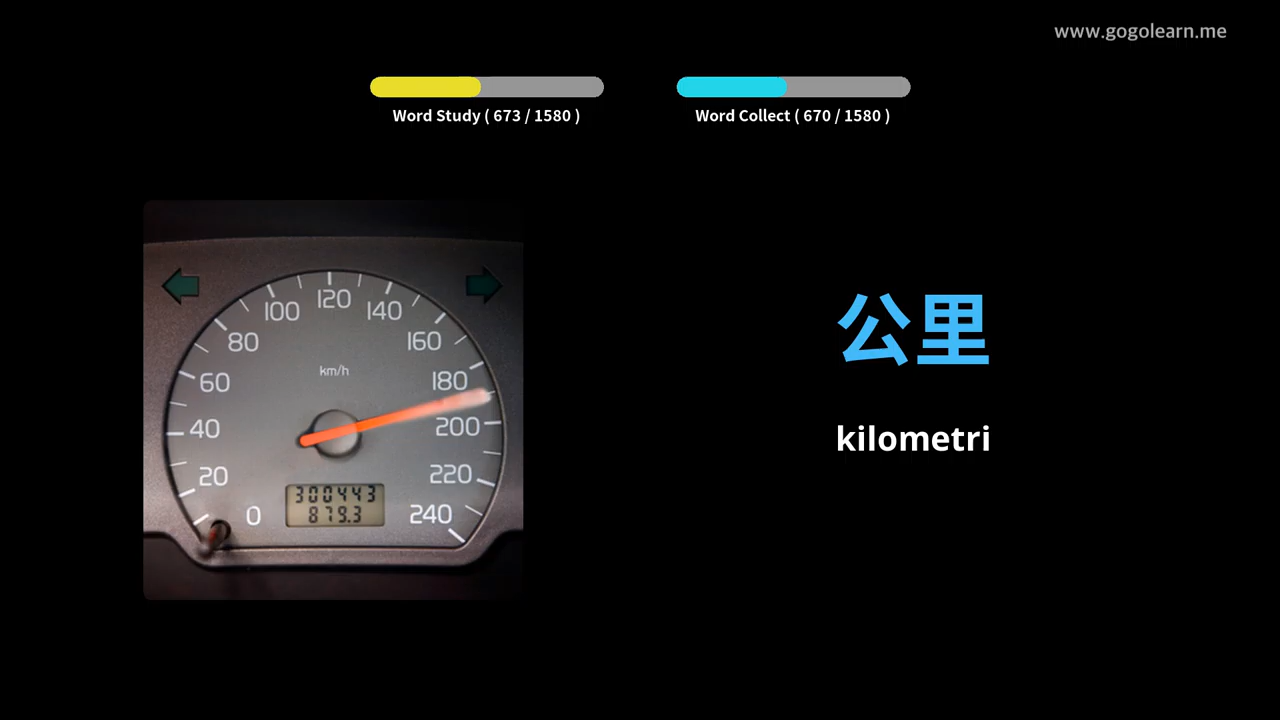 www.gogolearn.me
Word Study ( 673 / 1580 )
Word Collect ( 670 / 1580 )
120
100
140
80
160
km/h
60
180
40
200
20
220
300443
0
240
879.3
公里
kilometri